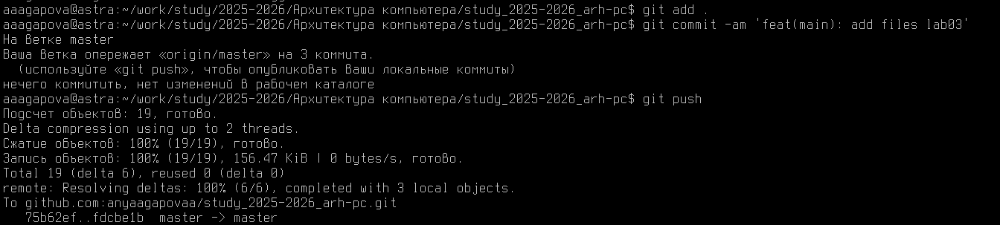 aaagapova@astra:~/work/study/2025-2026/Архитектура компьютера/study_2025-2026_arh-pc$ git add .
aaagapova@astra:~/work/study/2025-2026/Архитектура компьютера/study_2025-2026_arh-pc$ git commit -am 'feat(main): add files lab03'
На ветке master
Ваша ветка опережает «origin/master» на 3 коммита.
  (используйте «git push», чтобы опубликовать ваши локальные коммиты)
нечего коммитить, нет изменений в рабочем каталоге
aaagapova@astra:~/work/study/2025-2026/Архитектура компьютера/study_2025-2026_arh-pc$ git push
Подсчет объектов: 19, готово.
Delta compression using up to 2 threads.
Сжатие объектов: 100% (19/19), готово.
Запись объектов: 100% (19/19), 156.47 KiB | 0 bytes/s, готово.
Total 19 (delta 6), reused 0 (delta 0)
remote: Resolving deltas: 100% (6/6), completed with 3 local objects.
To github.com:anyaagapovaa/study_2025-2026_arh-pc.git
   75b62ef..fdcbe1b  master -> master